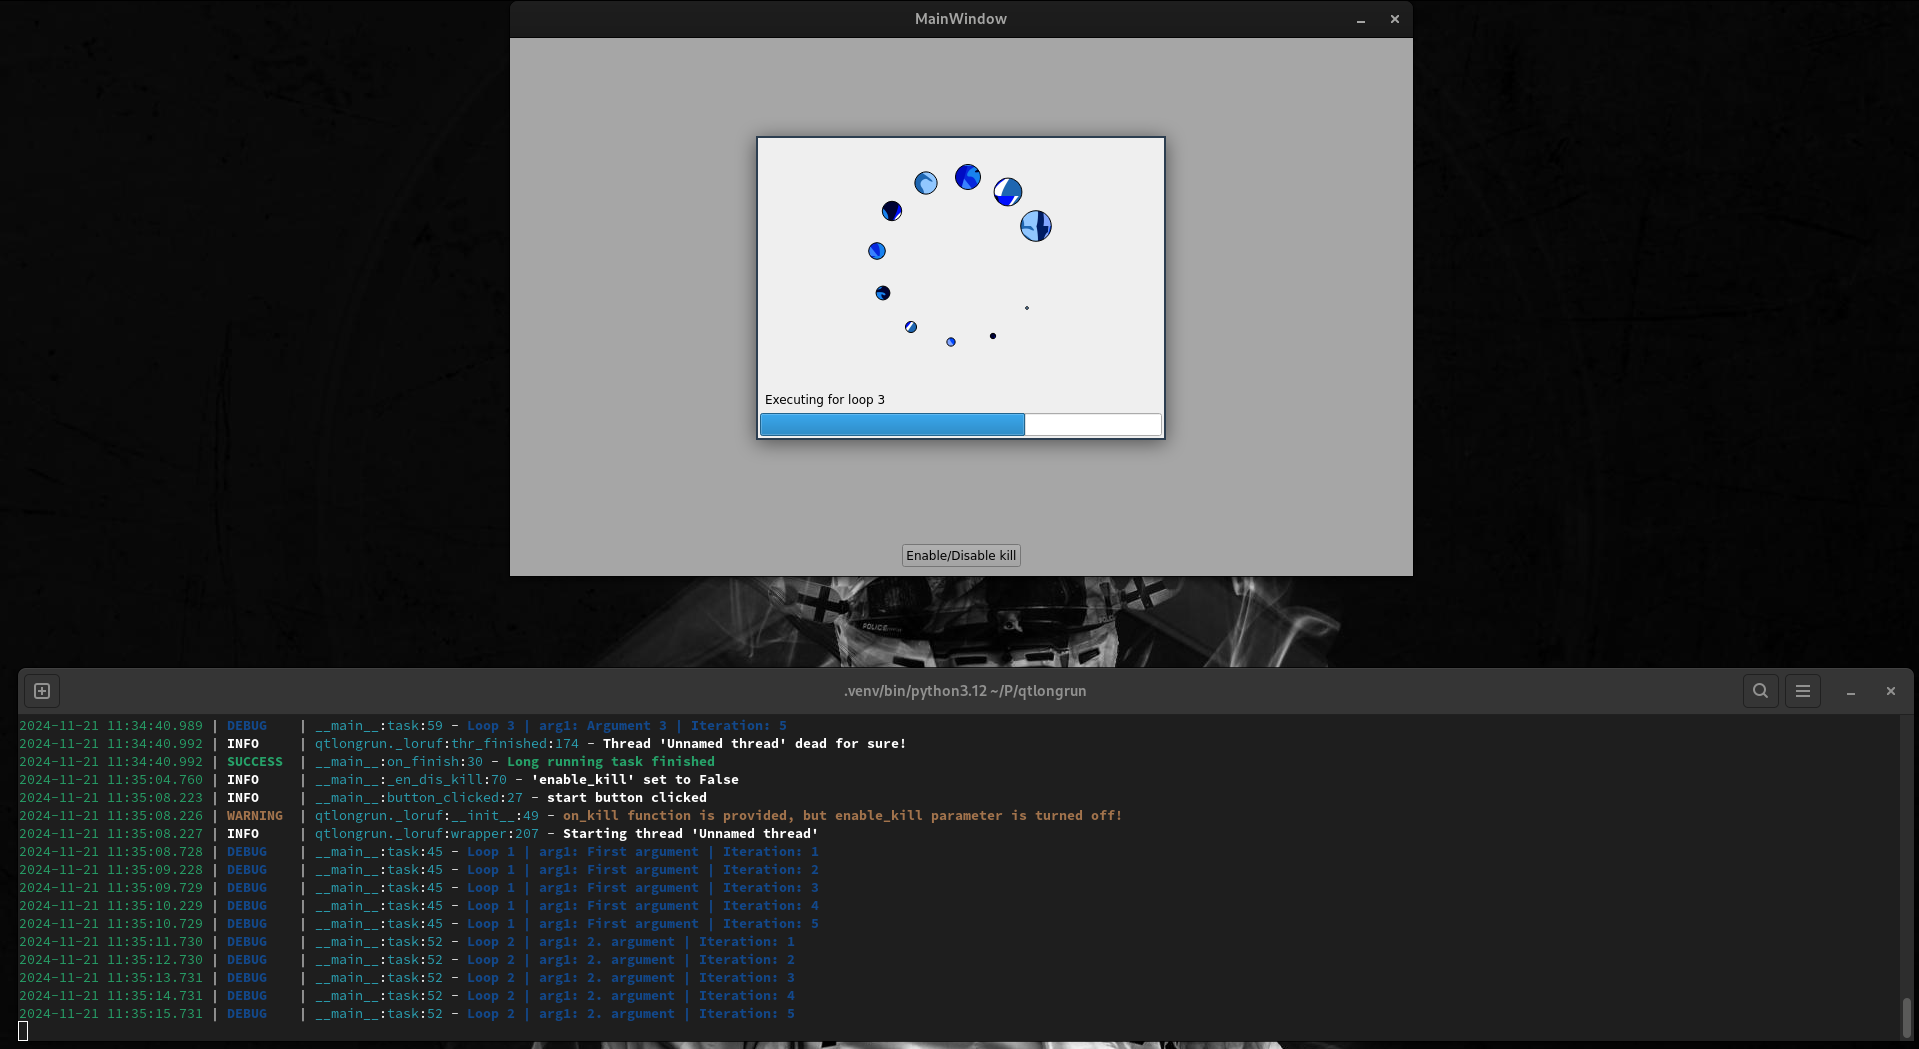 MainWindow
Executing for loop 3
Enable/Disable kill
POLICE
.venv/bin/python3.12 ~/P/qtlongrun
2024-11-21 11:34:40.989 | DEBUG    | __main__:task:59 - Loop 3 | arg1: Argument 3 | Iteration: 5
2024-11-21 11:34:40.992 | INFO     | qtlongrun._loruf:thr_finished:174 - Thread 'Unnamed thread' dead for sure!
2024-11-21 11:34:40.992 | SUCCESS  | __main__:on_finish:30 - Long running task finished
2024-11-21 11:35:04.760 | INFO     | __main__:_en_dis_kill:70 - 'enable_kill' set to False
2024-11-21 11:35:08.223 | INFO     | __main__:button_clicked:27 - start button clicked
2024-11-21 11:35:08.226 | WARNING  | qtlongrun._loruf:__init__:49 - on_kill function is provided, but enable_kill parameter is turned off!
2024-11-21 11:35:08.227 | INFO     | qtlongrun._loruf:wrapper:207 - Starting thread 'Unnamed thread'
2024-11-21 11:35:08.728 | DEBUG    | __main__:task:45 - Loop 1 | arg1: First argument | Iteration: 1
2024-11-21 11:35:09.228 | DEBUG    | __main__:task:45 - Loop 1 | arg1: First argument | Iteration: 2
2024-11-21 11:35:09.729 | DEBUG    | __main__:task:45 - Loop 1 | arg1: First argument | Iteration: 3
2024-11-21 11:35:10.229 | DEBUG    | __main__:task:45 - Loop 1 | arg1: First argument | Iteration: 4
2024-11-21 11:35:10.729 | DEBUG    | __main__:task:45 - Loop 1 | arg1: First argument | Iteration: 5
2024-11-21 11:35:11.730 | DEBUG    | __main__:task:52 - Loop 2 | arg1: 2. argument | Iteration: 1
2024-11-21 11:35:12.730 | DEBUG    | __main__:task:52 - Loop 2 | arg1: 2. argument | Iteration: 2
2024-11-21 11:35:13.731 | DEBUG    | __main__:task:52 - Loop 2 | arg1: 2. argument | Iteration: 3
2024-11-21 11:35:14.731 | DEBUG    | __main__:task:52 - Loop 2 | arg1: 2. argument | Iteration: 4
2024-11-21 11:35:15.731 | DEBUG    | __main__:task:52 - Loop 2 | arg1: 2. argument | Iteration: 5